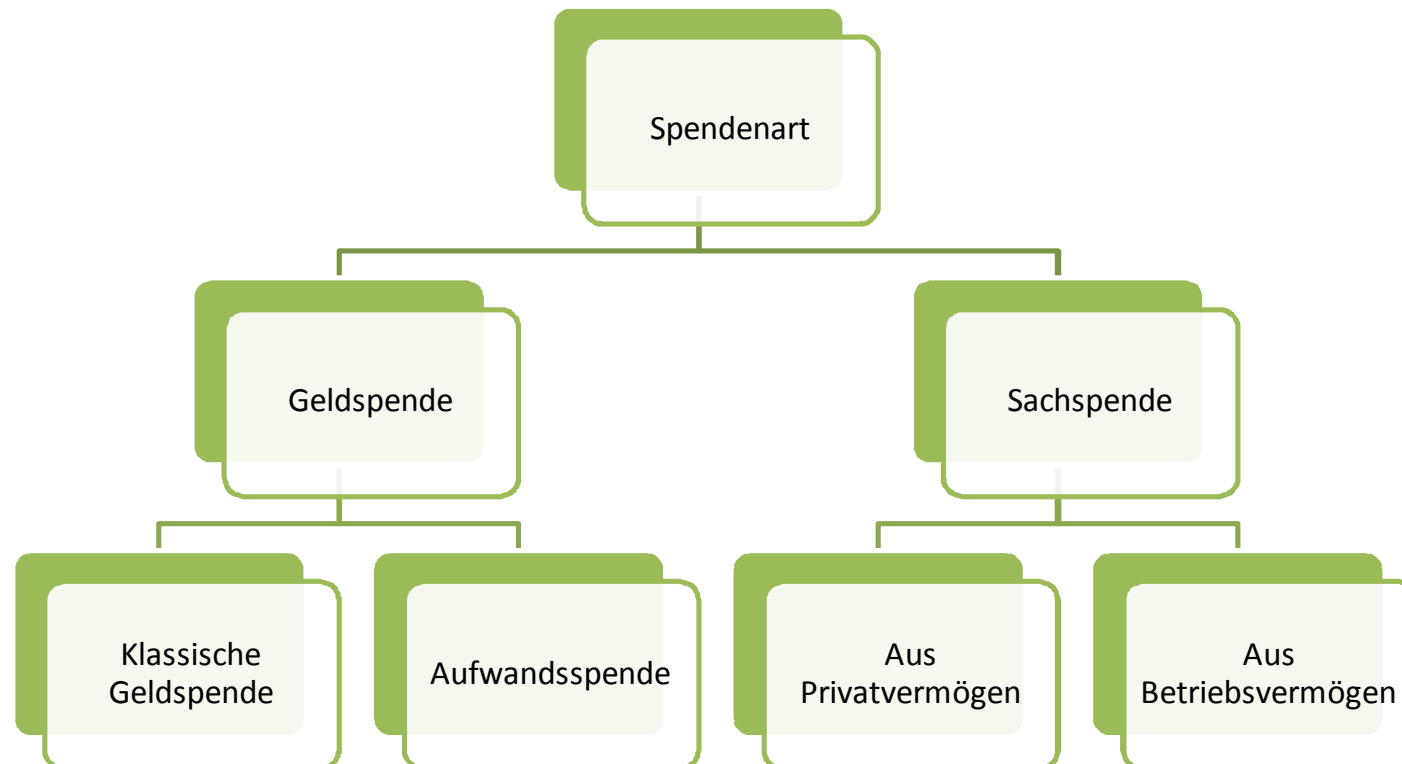 Spendenart
Geldspende
Sachspende
Klassische
Geldspende
Aufwandsspende
Aus
Privatvermögen
Aus
Betriebsvermögen